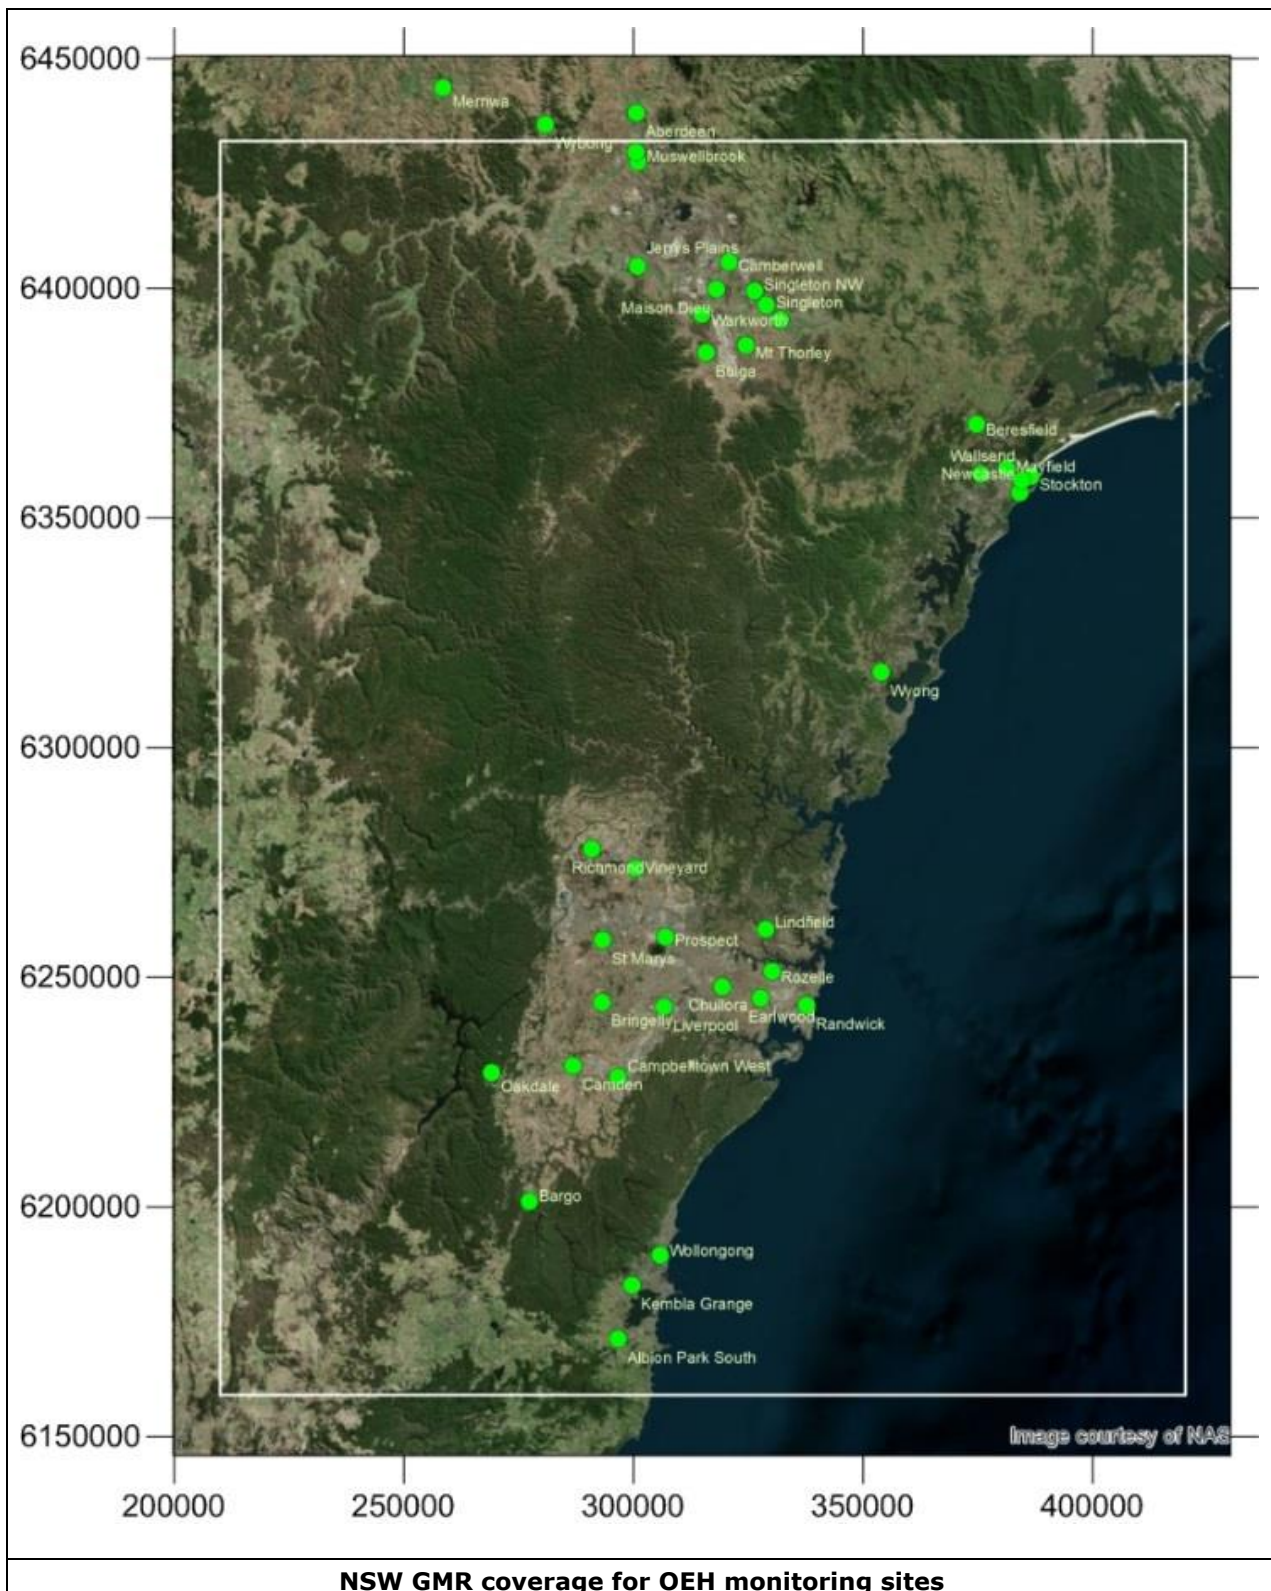 6450000
Merriwa
Aberdeen
Wybong
Muswellbrook
Jerrys Plains
Camberwell
Singleton NW
6400000
Singleton
Maison Dieu
Warkworth
Mt Thorley
Bulga
Beresfield
Wallsend
Mayfield
Newcastle
Stockton
6350000
Wyong
6300000
Richmond
Vineyard
Lindfield
Prospect
St Marys
6250000
Rozelle
Chullora
Earlwood
Bringelly
Liverpool
Randwick
Campbelltown West
Oakdale
Camden
Bargo
6200000
Wollongong
Kembla Grange
Albion Park South
6150000
Image courtesy of NAS
200000
250000
300000
350000
400000
NSW GMR coverage for OEH monitoring sites